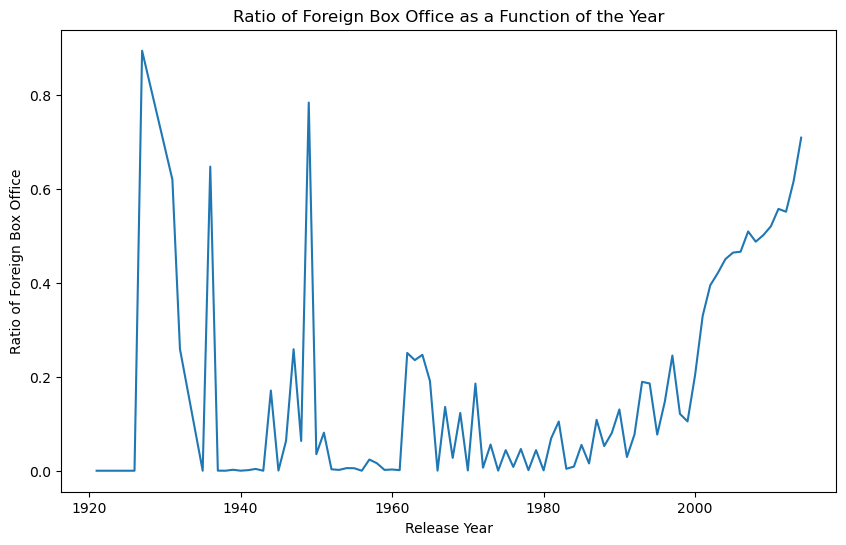 Ratio of Foreign Box Office as a Function of the Year
Ratio of Foreign Box Office
0.8
0.6
0.4
0.2
0.0
1920 1940 1960 1980 2000
Release Year